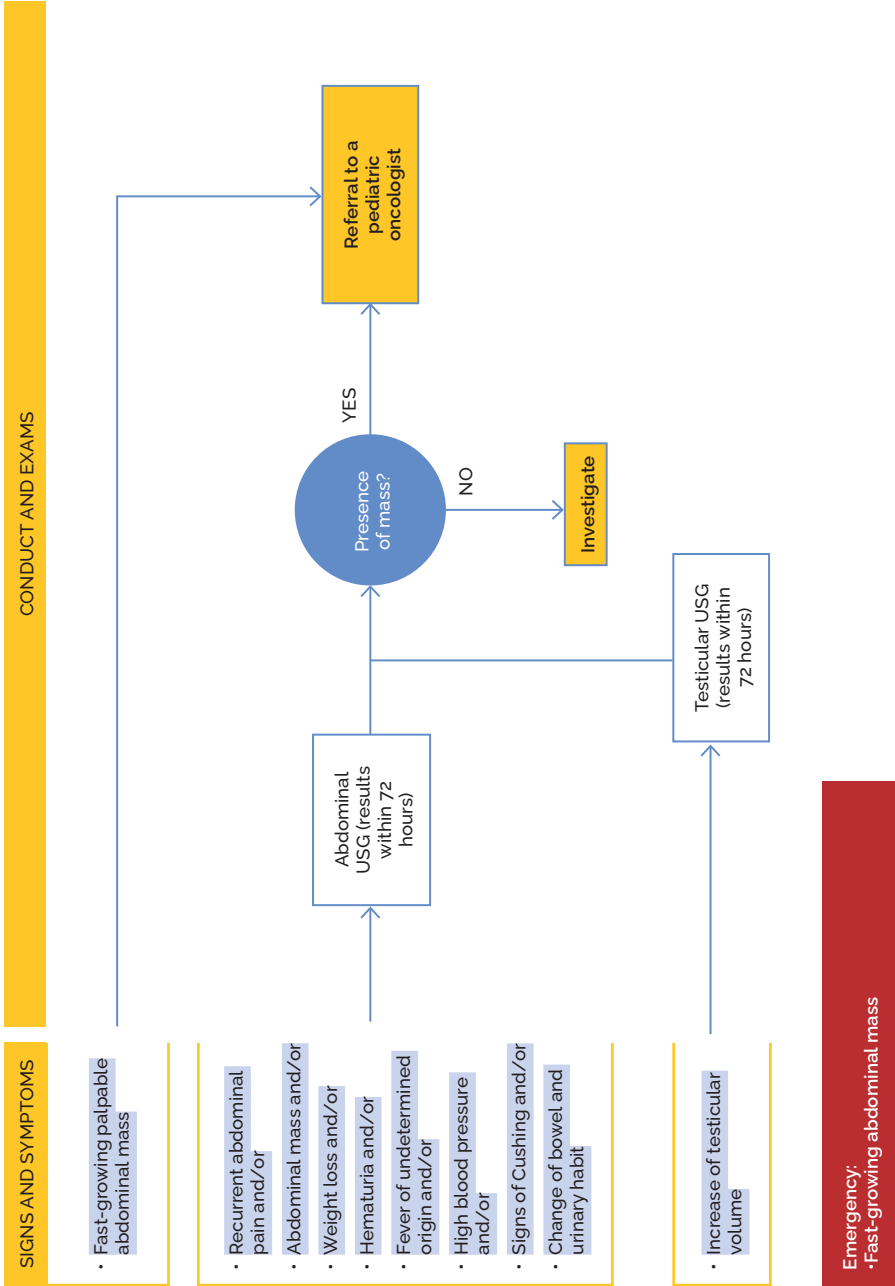 SIGNS AND SYMPTOMS
CONDUCT AND EXAMS
• Fast-growing palpable
abdominal mass
• Recurrent abdominal
pain and/or
• Abdominal mass and/or
• Weight loss and/or
• Hematuria and/or
• Fever of undetermined
origin and/or
• High blood pressure
and/or
• Signs of Cushing and/or
• Change of bowel and
urinary habit
• Increase of testicular
volume
Abdominal
USG (results
within 72
hours)
Testicular USG
(results within
72 hours)
Presence
of mass?
YES
NO
Investigate
Referral to a
pediatric
oncologist
Emergency:
•Fast-growing abdominal mass